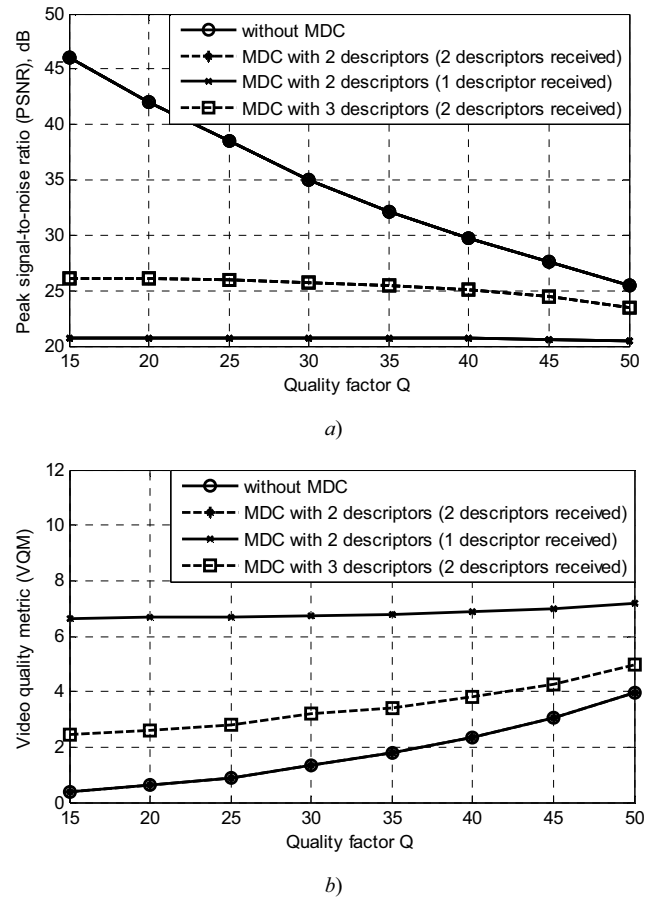 50
45
40
35
30
25
20
Peak signal-to-noise ratio (PSNR), dB
without MDC
MDC with 2 descriptors (2 descriptors received)
MDC with 2 descriptors (1 descriptor received)
MDC with 3 descriptors (2 descriptors received)
15 20 25 30 35 40 45 50
Quality factor Q
a)
12
10
8
6
4
2
0
Video quality metric (VQM)
without MDC
MDC with 2 descriptors (2 descriptors received)
MDC with 2 descriptors (1 descriptor received)
MDC with 3 descriptors (2 descriptors received)
15 20 25 30 35 40 45 50
Quality factor Q
b)